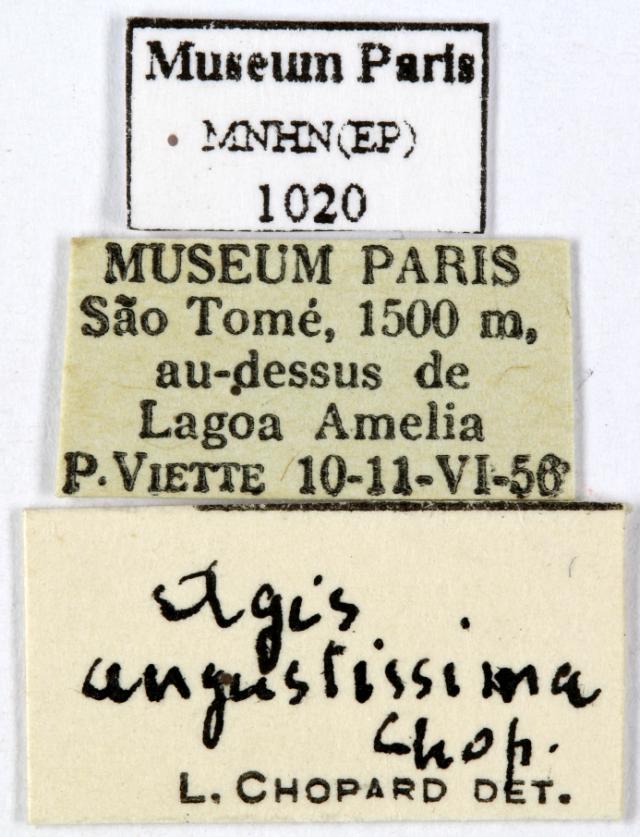 Museum Paris
MNHN(EP)
1020
MUSEUM PARIS
São Tomé, 1500 m,
au-dessus de
Lagoa Amelia
P. VIETTE 10-11-VI-56
Agis
angustissima
Chop.
L. CHOPARD DET.